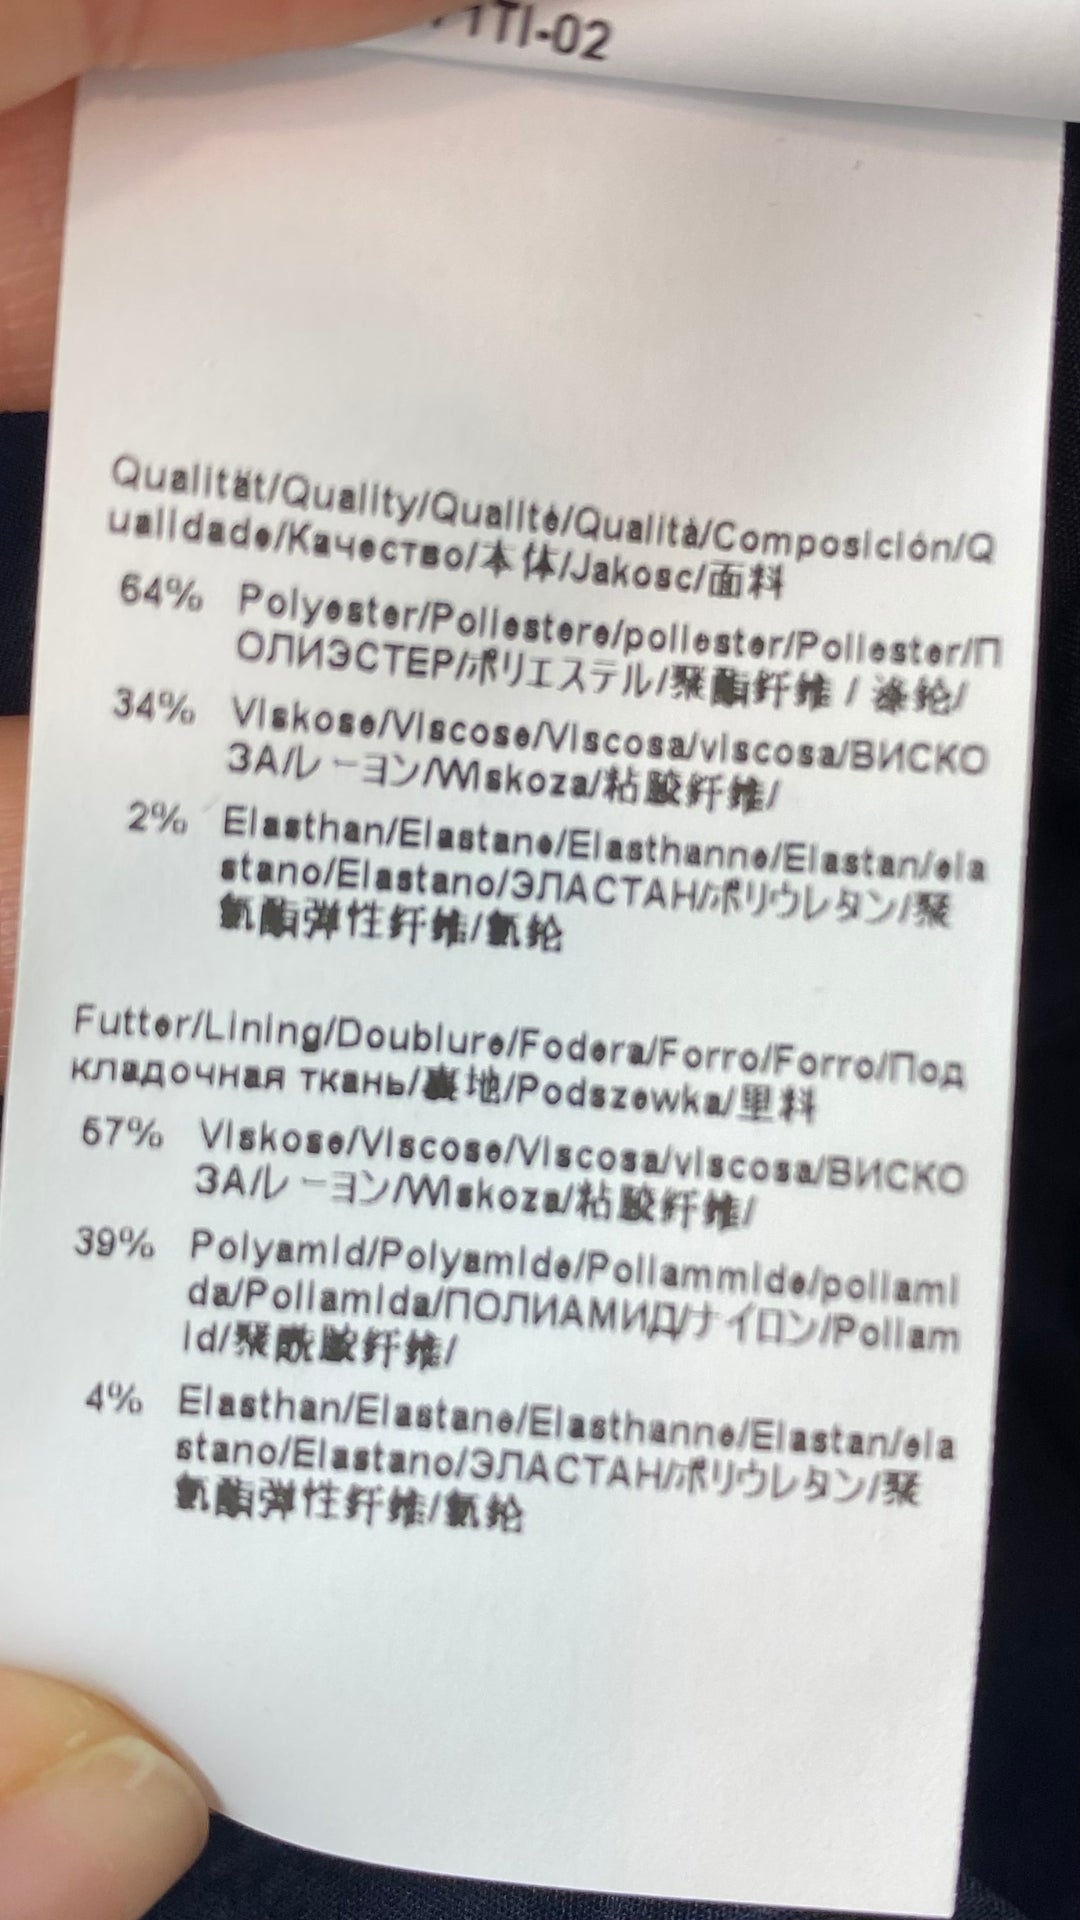 1TI-02
Qualität/Quality/Qualité/Qualità/Composición/Q
ualidade/Качество/本体/Jakosc/面料
64% Polyester/Poliestere/poliester/Poliester/П
ОЛИЭСТЕР/ポリエステル/聚酯纤维 / 涤纶/
34% Viskose/Viscose/Viscosa/viscosa/ВИСКО
ЗА/レーヨン/Wiskoza/粘胶纤维/
2% Elasthan/Elastane/Elasthanne/Elastan/ela
stano/Elastano/ЭЛАСТАН/ポリウレタン/聚
氨酯弹性纤维/氨纶
Futter/Lining/Doublure/Fodera/Forro/Forro/Под
кладочная ткань/裏地/Podszewka/里料
57% Viskose/Viscose/Viscosa/viscosa/ВИСКО
ЗА/レーヨン/Wiskoza/粘胶纤维/
39% Polyamid/Polyamide/Poliammide/poliami
da/Poliamida/ПОЛИАМИД/ナイロン/Poliam
id/聚酰胺纤维/
4% Elasthan/Elastane/Elasthanne/Elastan/ela
stano/Elastano/ЭЛАСТАН/ポリウレタン/聚
氨酯弹性纤维/氨纶